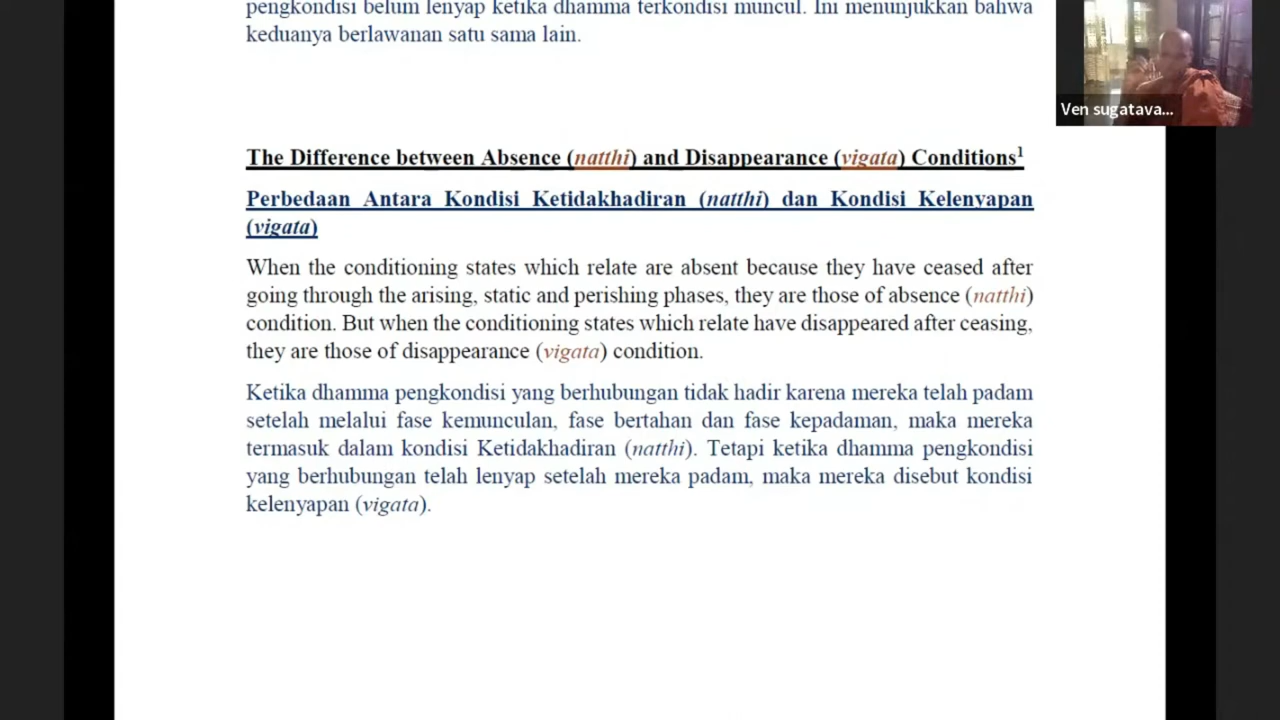 pengkondisi belum lenyap ketika dhamma terkondisi muncul. Ini menunjukkan bahwa
keduanya berlawanan satu sama lain.
Ven sugatava...
The Difference between Absence (natthi) and Disappearance (vigata) Conditions¹
Perbedaan Antara Kondisi Ketidakhadiran (natthi) dan Kondisi Kelenyapan
(vigata)
When the conditioning states which relate are absent because they have ceased after
going through the arising, static and perishing phases, they are those of absence (natthi)
condition. But when the conditioning states which relate have disappeared after ceasing,
they are those of disappearance (vigata) condition.
Ketika dhamma pengkondisi yang berhubungan tidak hadir karena mereka telah padam
setelah melalui fase kemunculan, fase bertahan dan fase kepadaman, maka mereka
termasuk dalam kondisi Ketidakhadiran (natthi). Tetapi ketika dhamma pengkondisi
yang berhubungan telah lenyap setelah mereka padam, maka mereka disebut kondisi
kelenyapan (vigata).